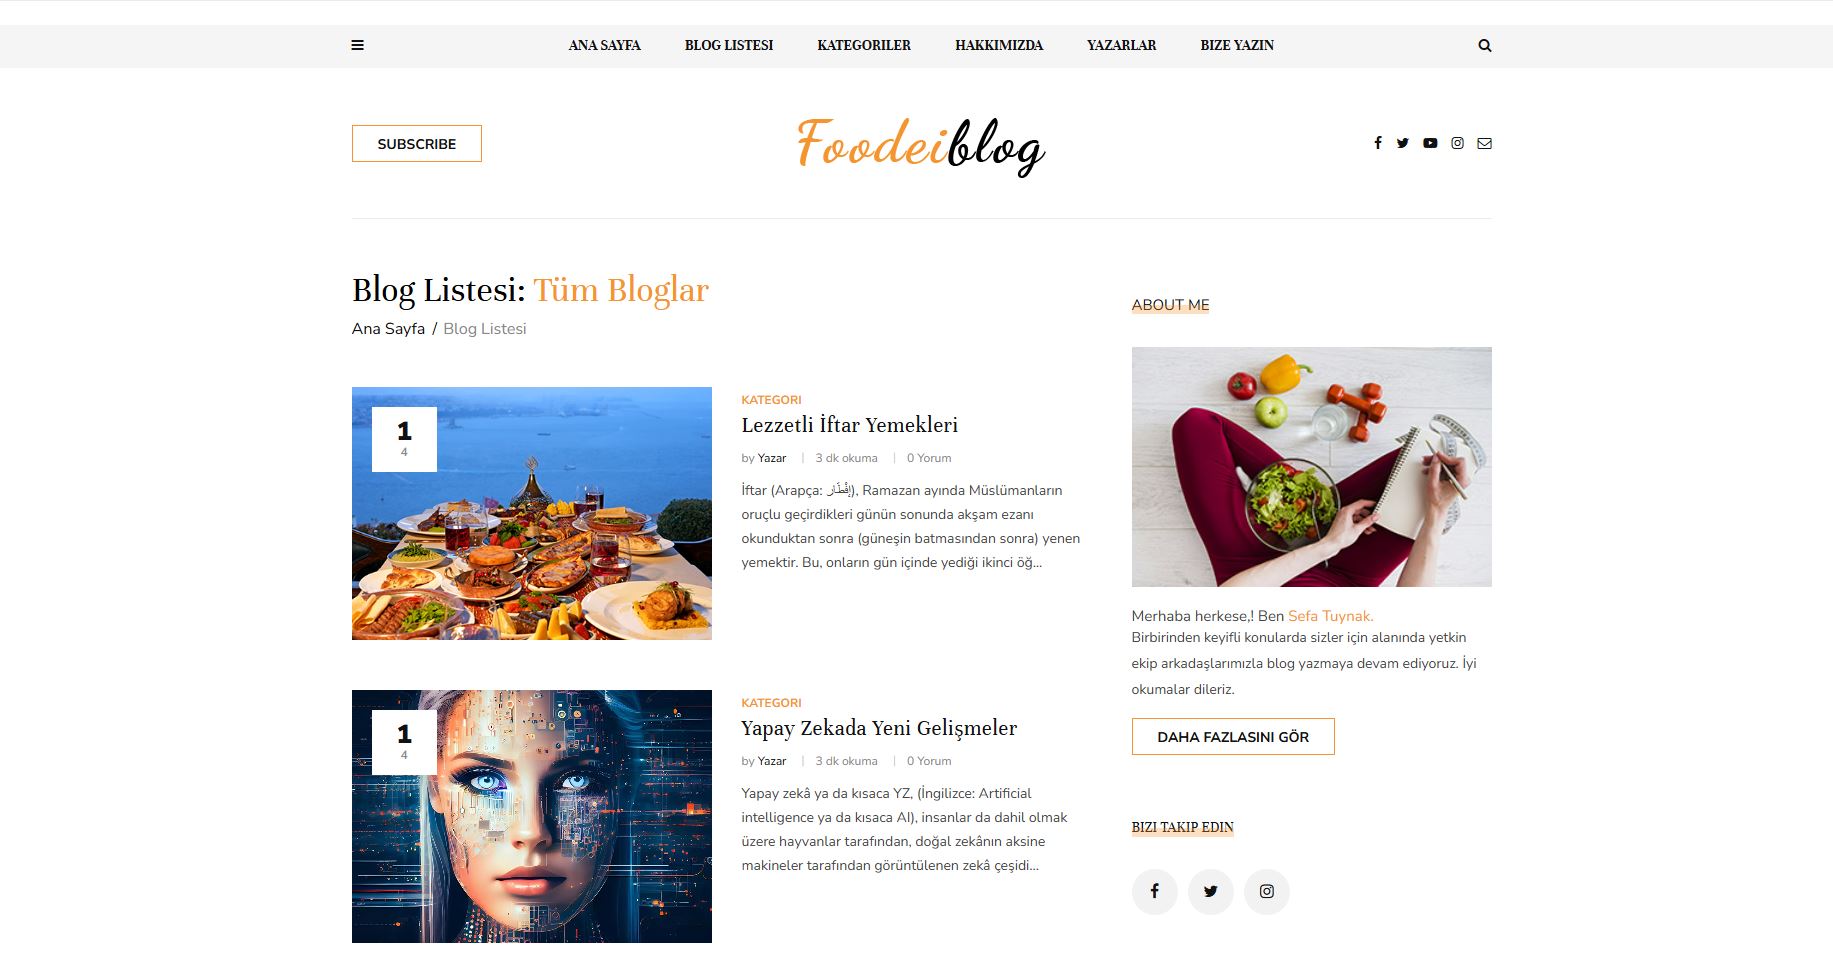 ANA SAYFA BLOG LISTESI KATEGORILER HAKKIMIZDA YAZARLAR BIZE YAZIN
SUBSCRIBE
Foodeiblog
Blog Listesi: Tüm Bloglar
Ana Sayfa / Blog Listesi
1
4
KATEGORI
Lezzetli İftar Yemekleri
by Yazar | 3 dk okuma | 0 Yorum
İftar (Arapça: إِفْطَار), Ramazan ayında Müslümanların
oruçlu geçirdikleri günün sonunda akşam ezanı
okunduktan sonra (güneşin batmasından sonra) yenen
yemektir. Bu, onların gün içinde yediği ikinci öğ...
1
4
KATEGORI
Yapay Zekada Yeni Gelişmeler
by Yazar | 3 dk okuma | 0 Yorum
Yapay zekâ ya da kısaca YZ, (İngilizce: Artificial
intelligence ya da kısaca AI), insanlar da dahil olmak
üzere hayvanlar tarafından, doğal zekânın aksine
makineler tarafından görüntülenen zekâ çeşidi...
ABOUT ME
Merhaba herkese,! Ben Sefa Tuynak.
Birbirinden keyifli konularda sizler için alanında yetkin
ekip arkadaşlarımızla blog yazmaya devam ediyoruz. İyi
okumalar dileriz.
DAHA FAZLASINI GÖR
BIZI TAKIP EDIN